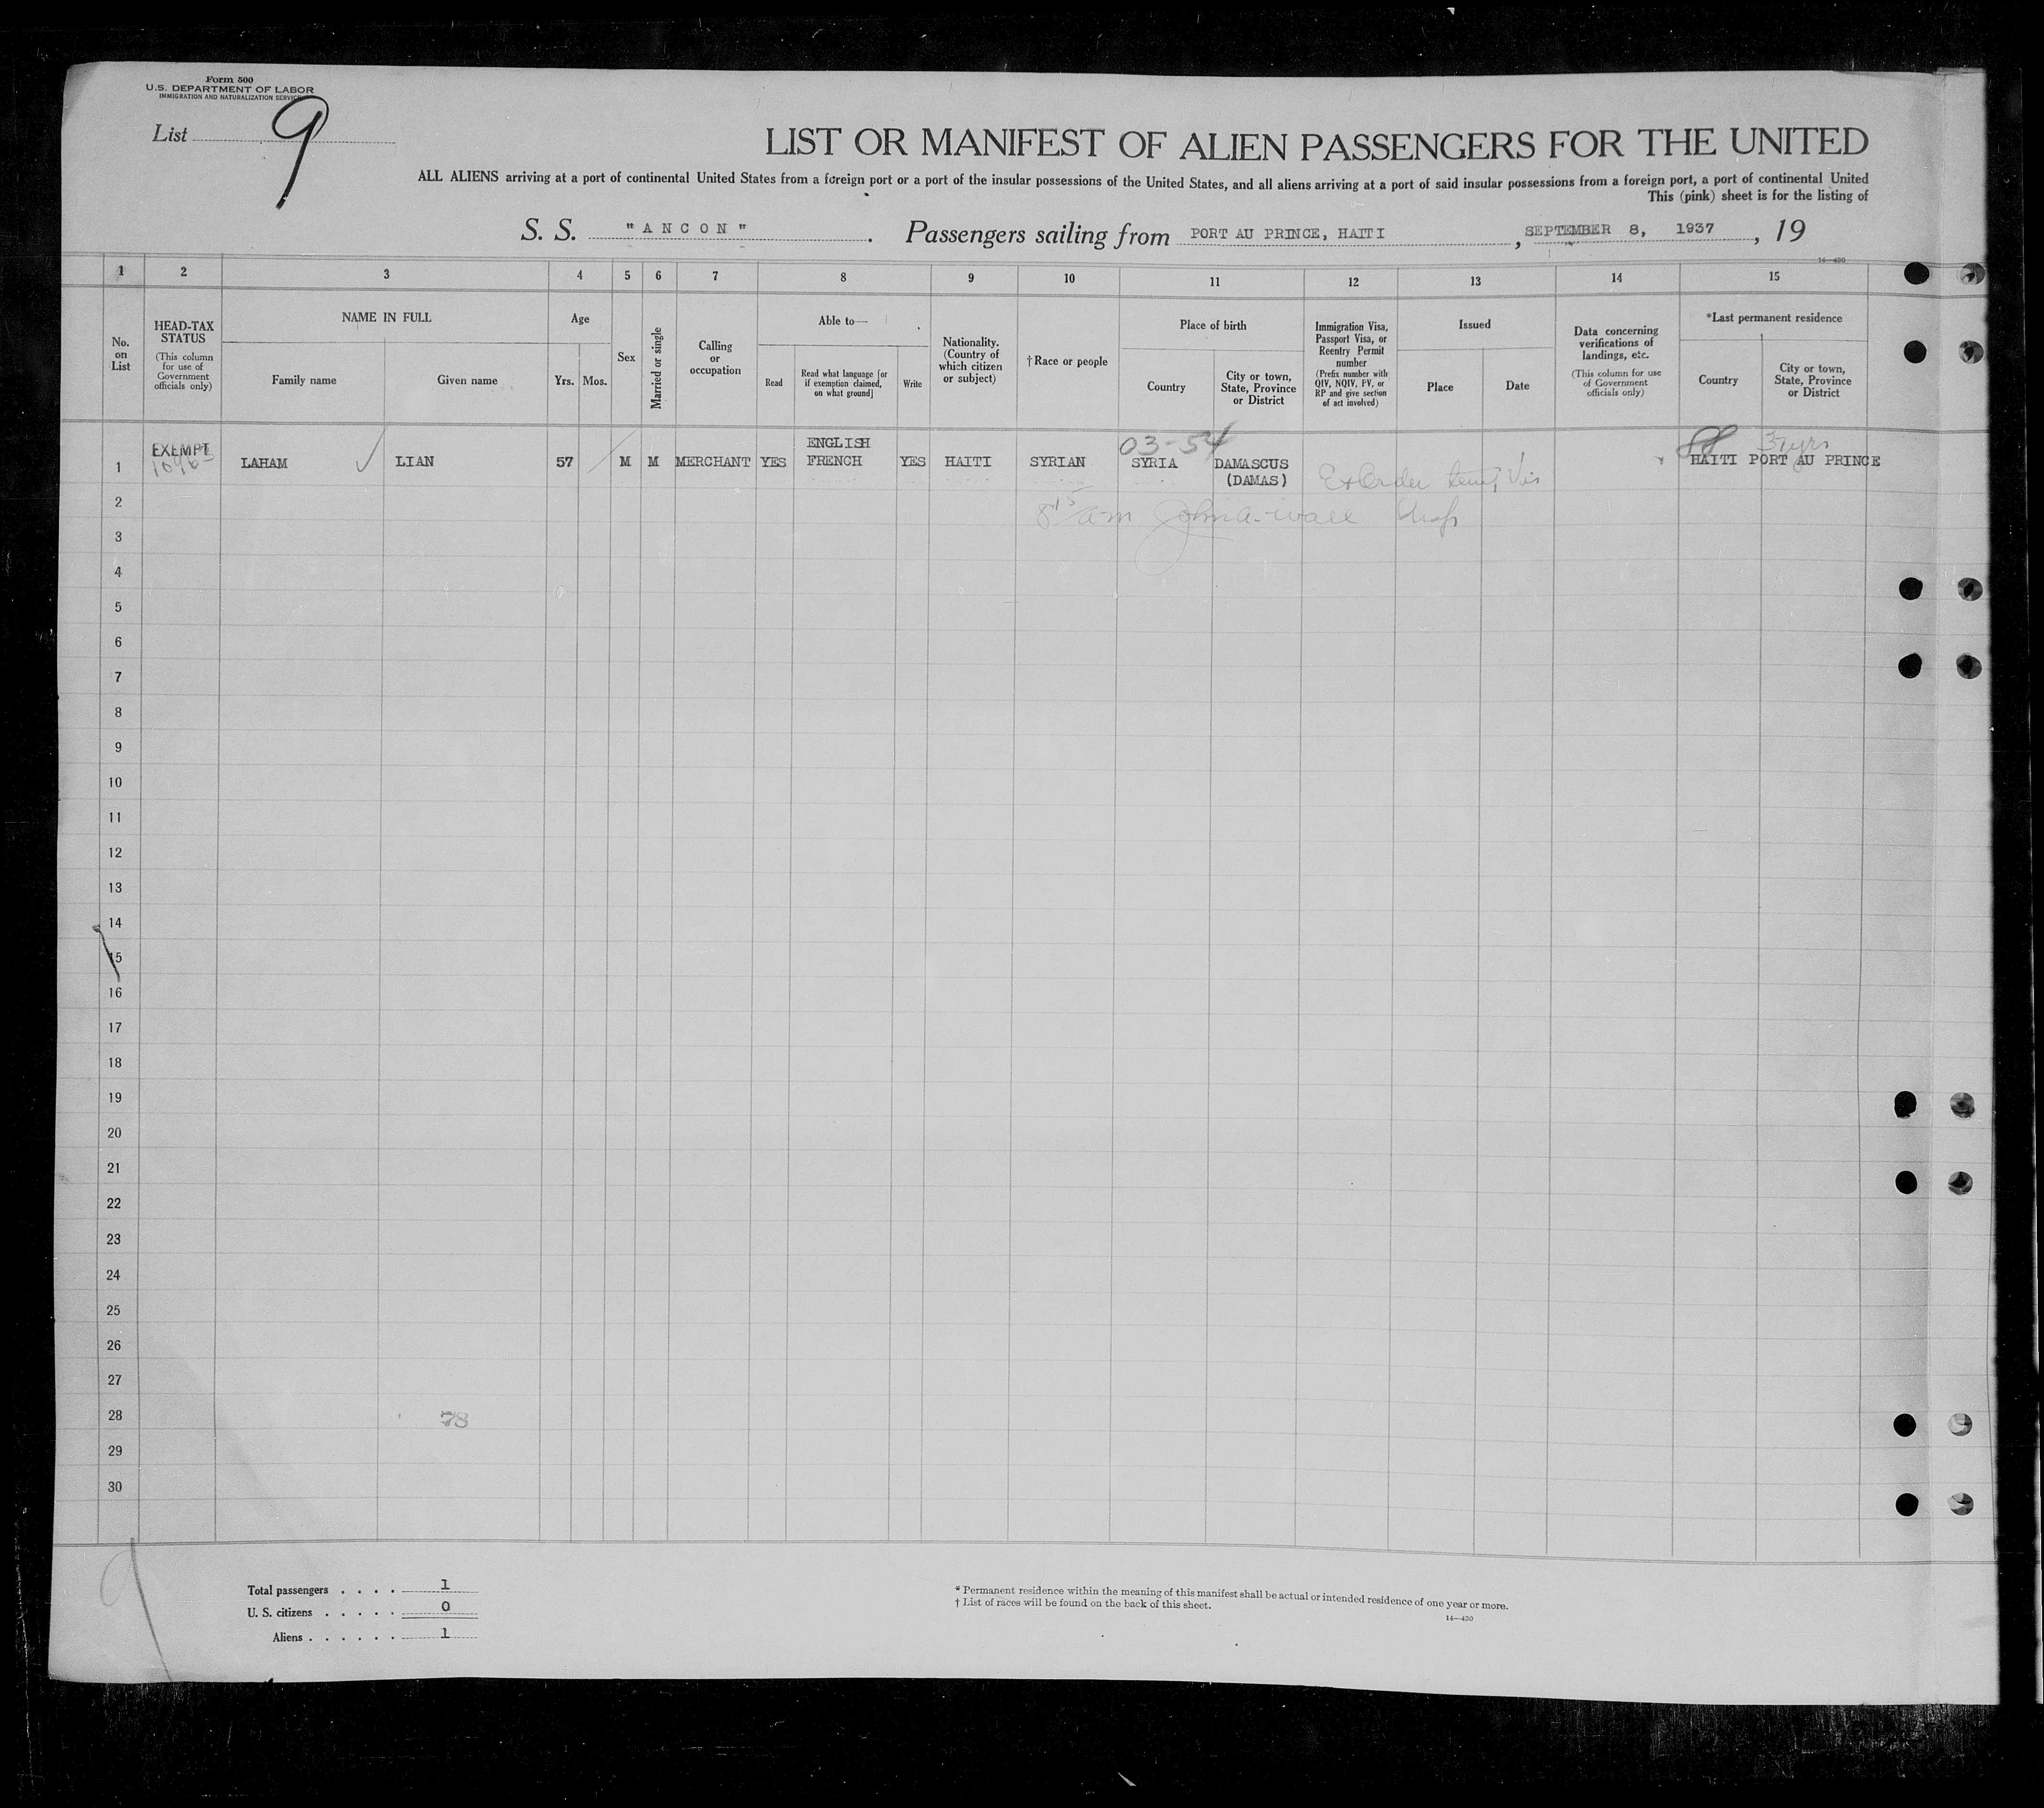 Form 500
U.S. DEPARTMENT OF LABOR
IMMIGRATION AND NATURALIZATION SERVICE
List 9
LIST OR MANIFEST OF ALIEN PASSENGERS FOR THE UNITED
ALL ALIENS arriving at a port of continental United States from a foreign port or a port of the insular possessions of the United States, and all aliens arriving at a port of said insular possessions from a foreign port, a port of continental United
This (pink) sheet is for the listing of
S. S. "ANCON". Passengers sailing from PORT AU PRINCE, HAITI, SEPTEMBER 8, 1937, 19
14—430
1 2 3 4 5 6 7 8 9 10 11 12 13 14 15
No. on List
HEAD-TAX STATUS
(This column for use of Government officials only)
NAME IN FULL
Family name
Given name
Age
Yrs. Mos.
Sex
Married or single
Calling or occupation
Able to—
Read
Read what language [or if exemption claimed, on what ground]
Write
Nationality. (Country of which citizen or subject)
†Race or people
Place of birth
Country
City or town, State, Province or District
Immigration Visa, Passport Visa, or Reentry Permit number
(Prefix number with QIV, NQIV, PV, or RP and give section of act involved)
Issued
Place
Date
Data concerning verifications of landings, etc.
(This column for use of Government officials only)
*Last permanent residence
Country
City or town, State, Province or District
EXEMPT ENGLISH 03-54
1 LAHAM LIAN 57 M M MERCHANT YES FRENCH YES HAITI SYRIAN SYRIA DAMASCUS HAITI PORT AU PRINCE
(DAMAS)
2
3
4
5
6
7
8
9
10
11
12
13
14
15
16
17
18
19
20
21
22
23
24
25
26
27
28 78
29
30
Total passengers . . . . 1
U. S. citizens . . . . . 0
Aliens . . . . . . 1
* Permanent residence within the meaning of this manifest shall be actual or intended residence of one year or more.
† List of races will be found on the back of this sheet.
14—430